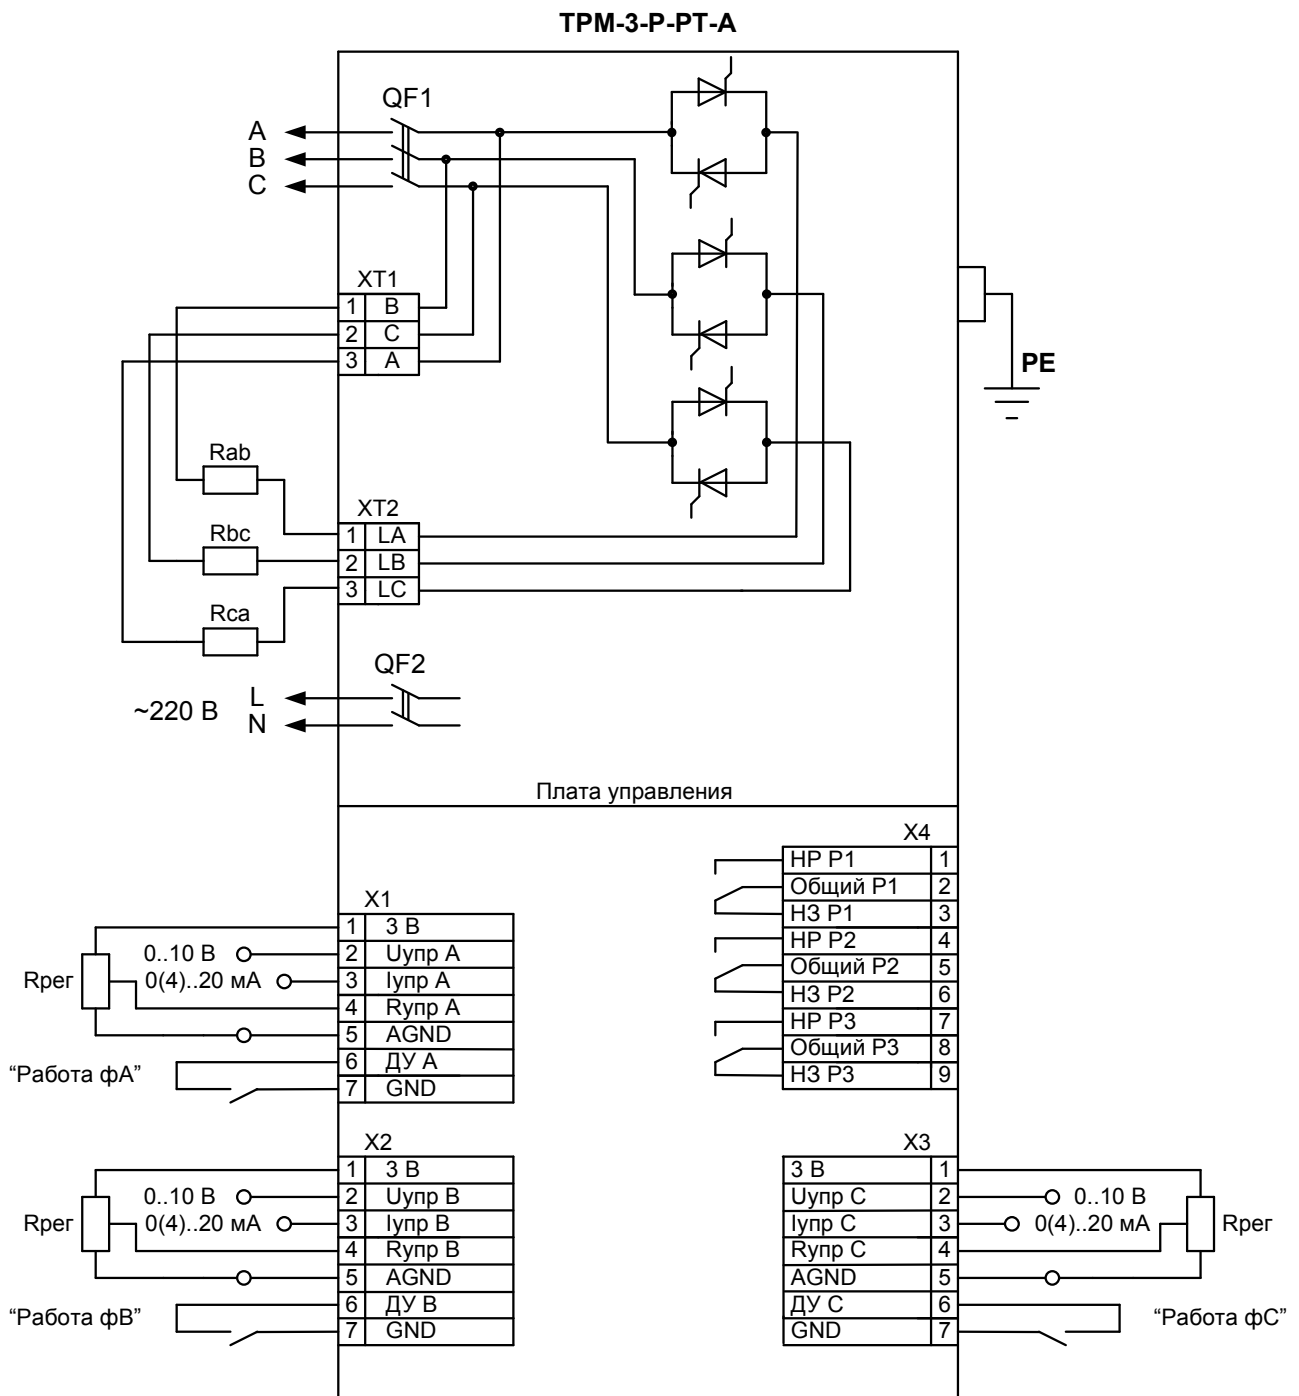 ТРМ-3-Р-РТ-А
QF1
A
B
C
XT1
1 B
2 C
3 A
PE
Rab
Rbc
Rca
XT2
1 LA
2 LB
3 LC
QF2
~220 В
L
N
Плата управления
X4
НР Р1 1
Общий Р1 2
НЗ Р1 3
НР Р2 4
Общий Р2 5
НЗ Р2 6
НР Р3 7
Общий Р3 8
НЗ Р3 9
X1
1 3 В
2 Uупр A
3 Iупр A
4 Rупр A
5 AGND
6 ДУ A
7 GND
0..10 В
0(4)..20 мА
Rрег
“Работа фА”
X2
1 3 В
2 Uупр B
3 Iупр B
4 Rупр B
5 AGND
6 ДУ B
7 GND
0..10 В
0(4)..20 мА
Rрег
“Работа фВ”
X3
3 В 1
Uупр C 2
Iупр C 3
Rупр C 4
AGND 5
ДУ C 6
GND 7
0..10 В
0(4)..20 мА
Rрег
“Работа фС”